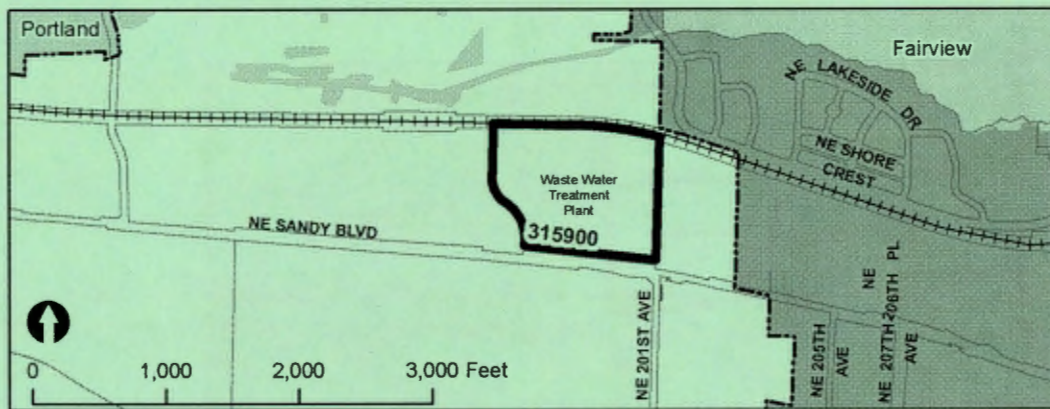 Portland
Fairview
NE LAKESIDE DR
NE SHORE
CREST
Waste Water
Treatment
Plant
315900
NE SANDY BLVD
NE 201ST AVE
NE 205TH
AVE
NE
206TH PL
NE 207TH
AVE
0 1,000 2,000 3,000 Feet